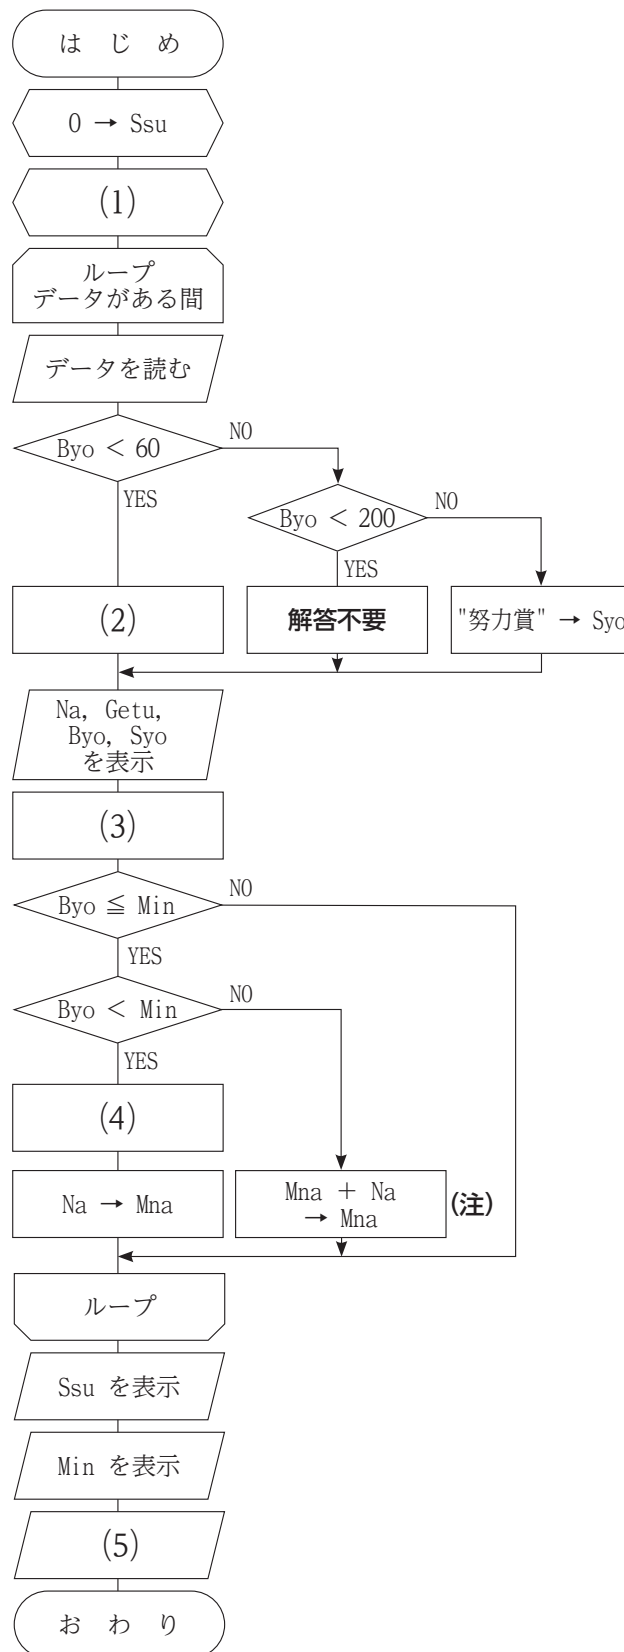 は じ め
0 → Ssu
(1)
ループ
データがある間
データを読む
Byo < 60
NO
YES
Byo < 200
NO
YES
(2)
解答不要
"努力賞" → Syo
Na, Getu,
Byo, Syo
を表示
(3)
Byo ≦ Min
NO
YES
Byo < Min
NO
YES
(4)
Na → Mna
Mna + Na
→ Mna
(注)
ループ
Ssu を表示
Min を表示
(5)
お わ り